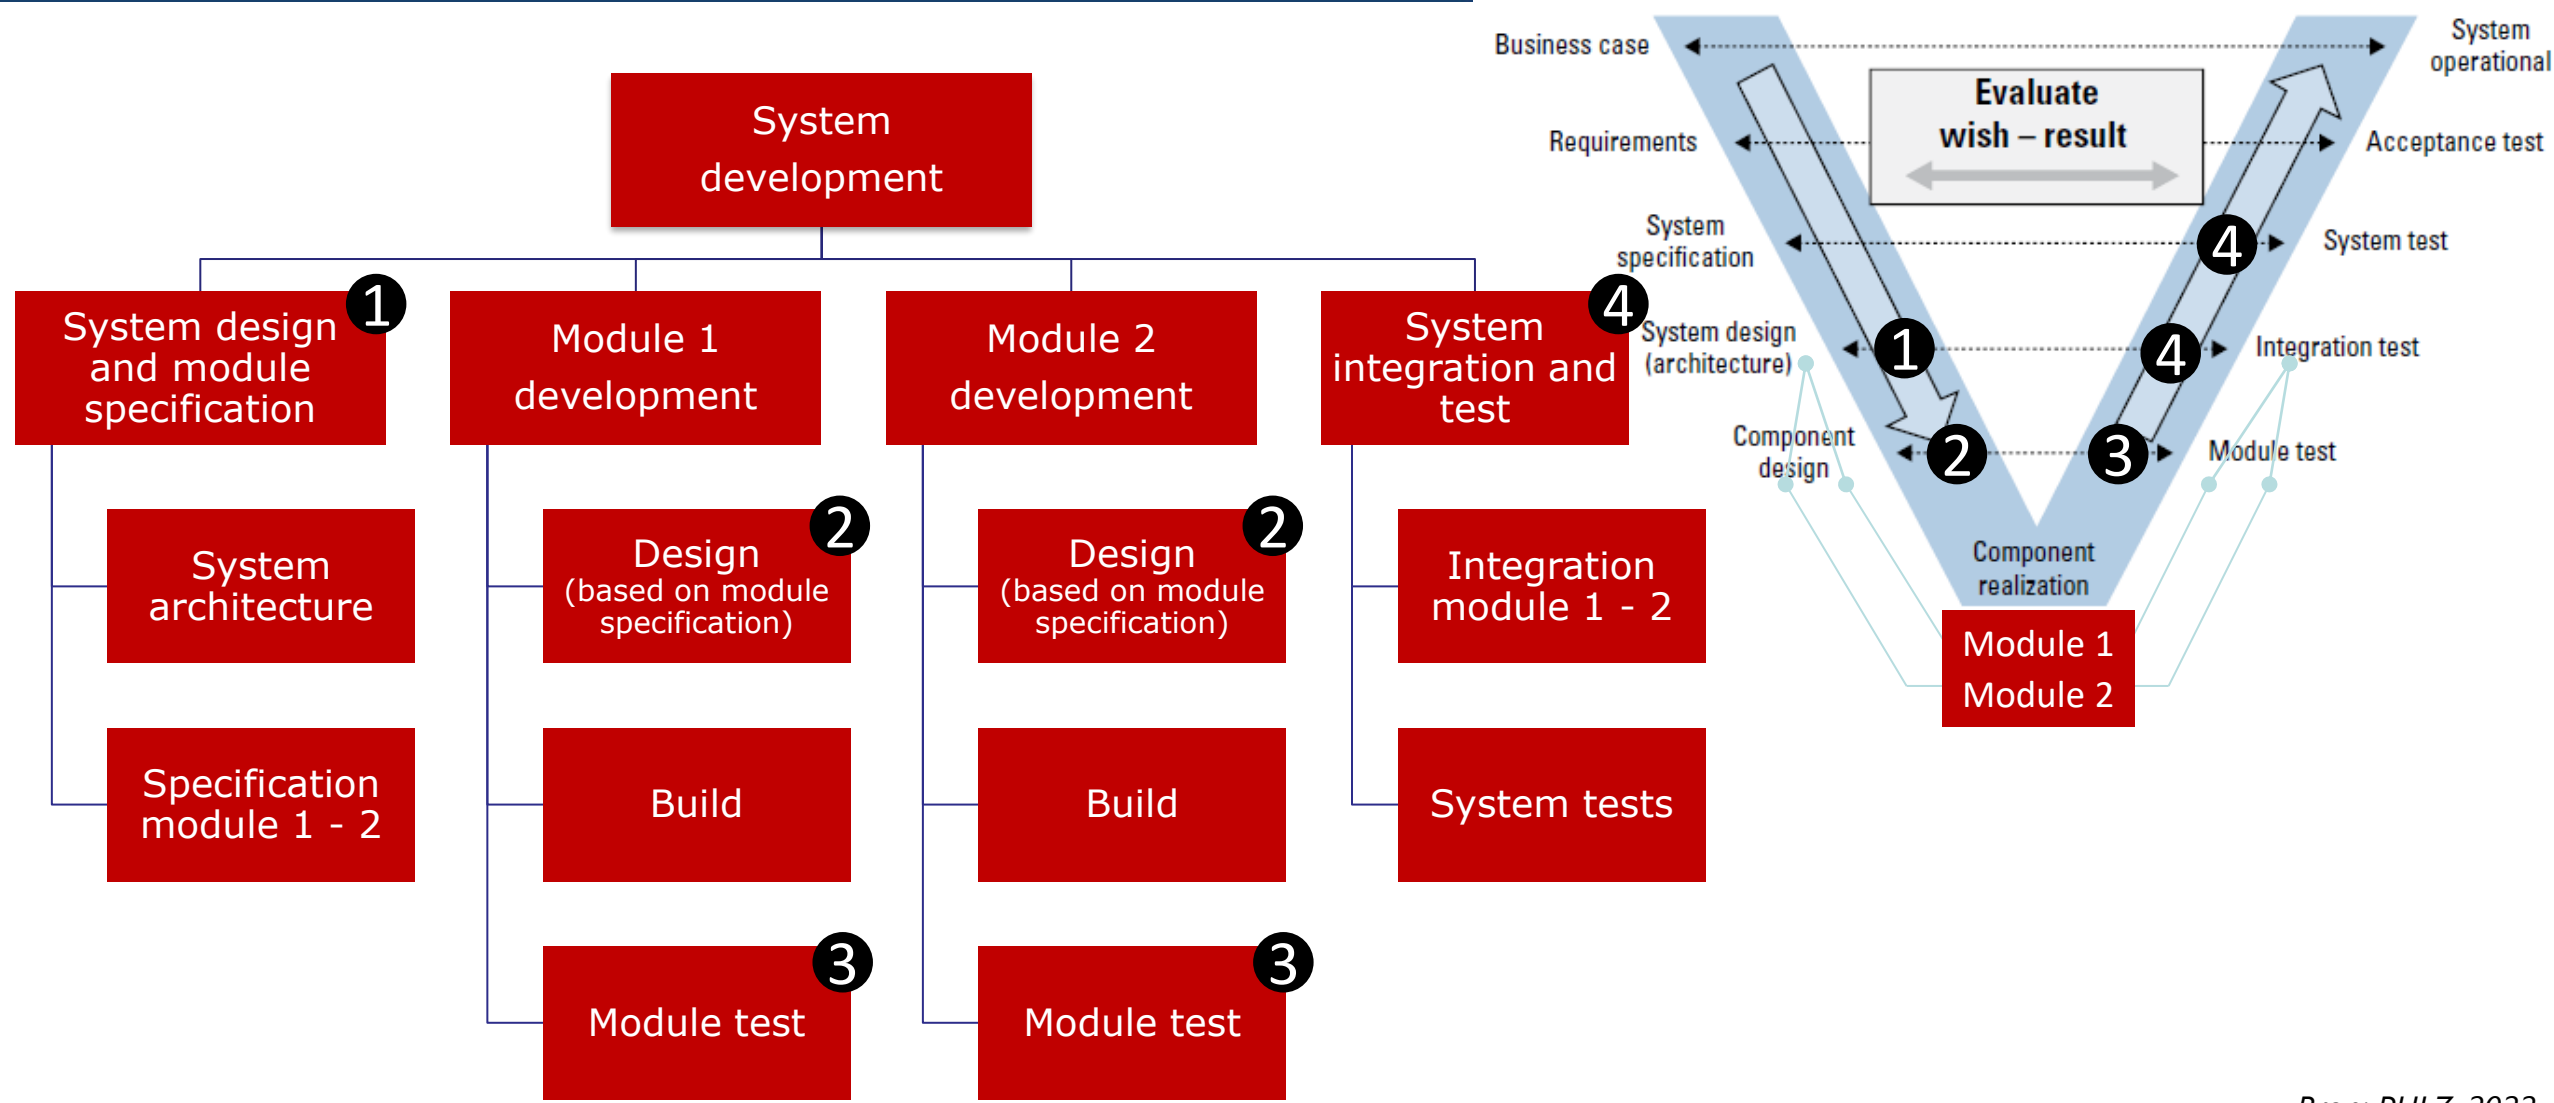 System
development
1
System design
and module
specification
Module 1
development
Module 2
development
4
System
integration and
test
System
architecture
2
Design
(based on module
specification)
2
Design
(based on module
specification)
Integration
module 1 - 2
Specification
module 1 - 2
Build
Build
System tests
3
Module test
3
Module test
Business case
System
operational
Evaluate
wish – result
Requirements
Acceptance test
System
specification
4
System test
System design
(architecture)
1
4
Integration test
Component
design
2
3
Module test
Component
realization
Module 1
Module 2
2022